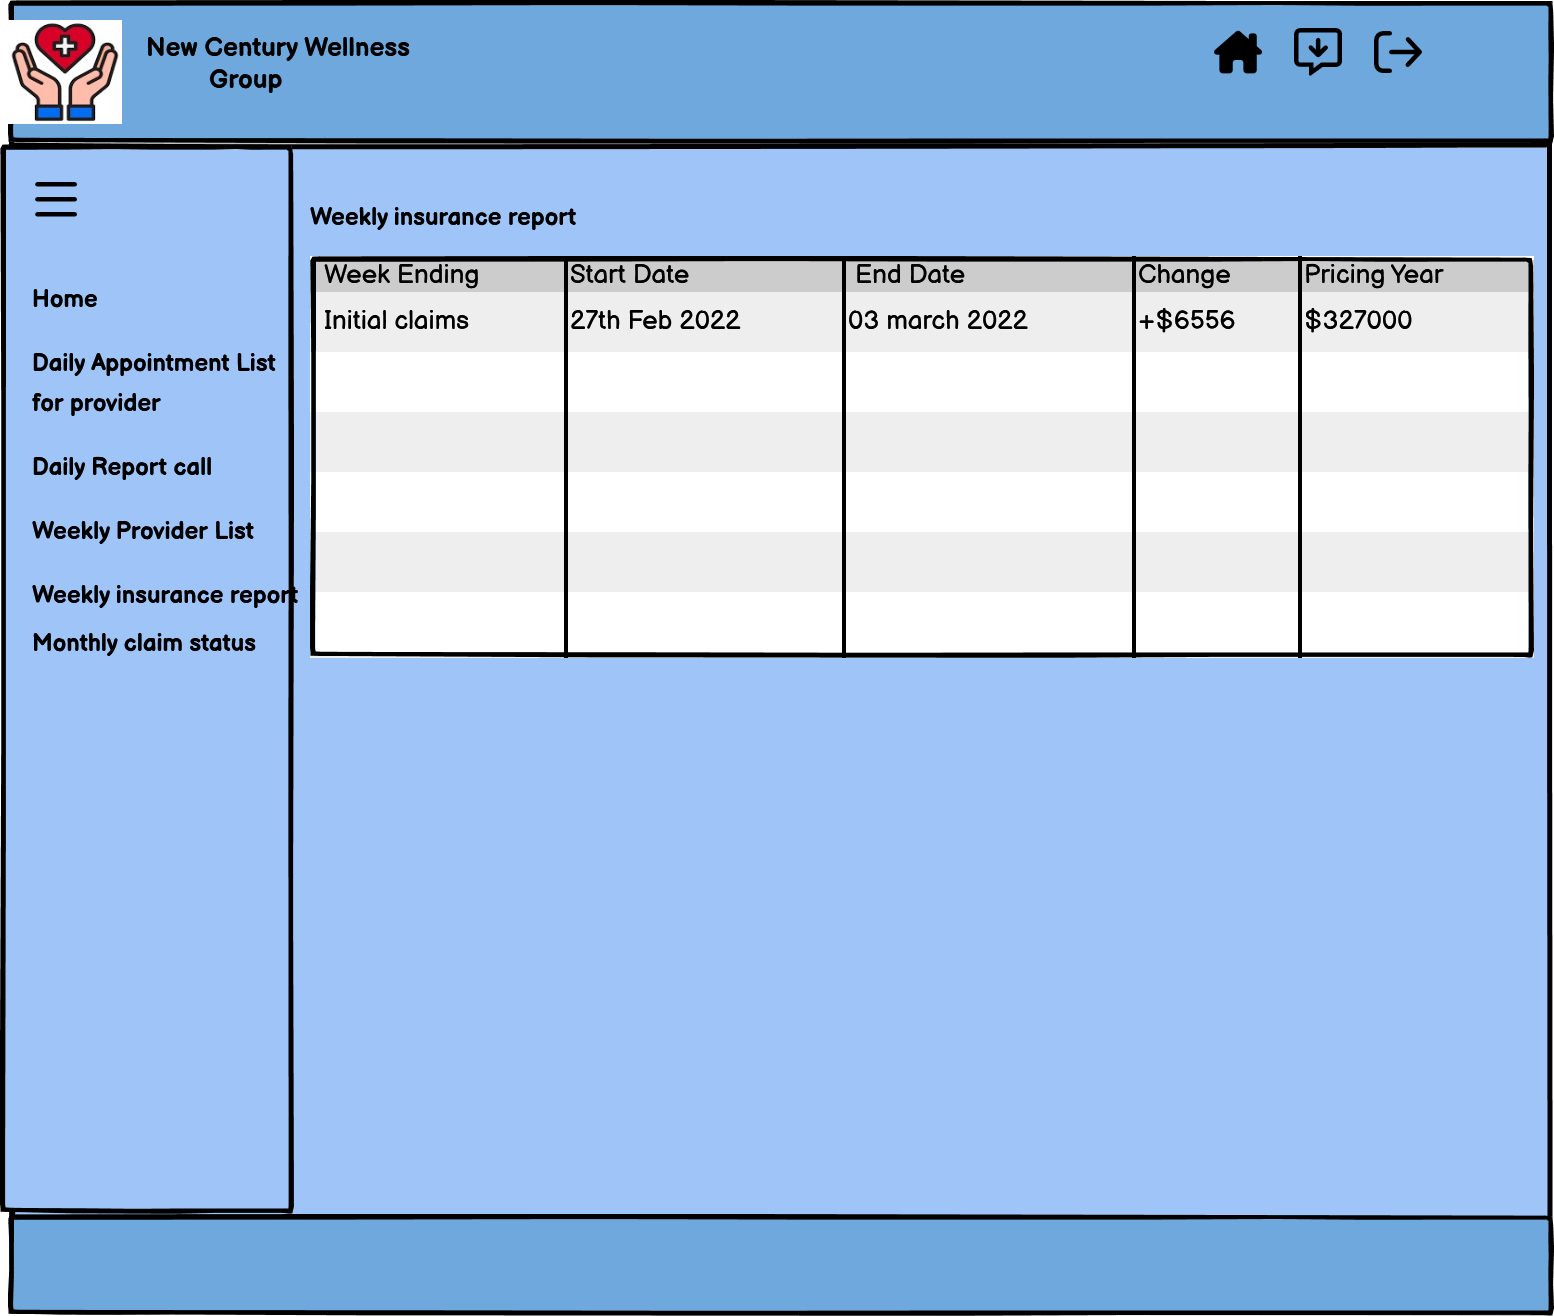 New Century Wellness
Group
Home
Daily Appointment List
for provider
Daily Report call
Weekly Provider List
Weekly insurance report
Monthly claim status
Weekly insurance report
Week Ending Start Date End Date Change Pricing Year
Initial claims 27th Feb 2022 03 march 2022 +$6556 $327000